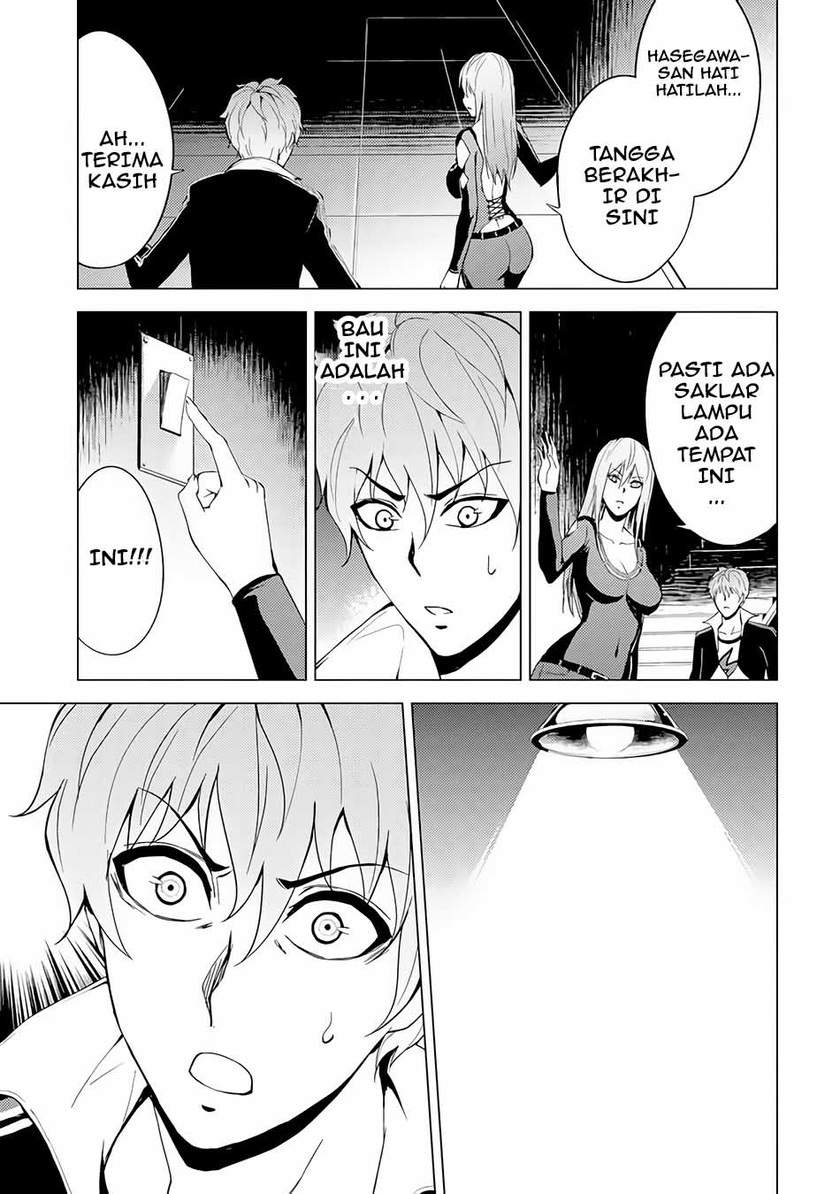 HASEGAWA-
SAN HATI
HATILAH...
TANGGA
BERAKH-
IR DI
SINI
AH...
TERIMA
KASIH
PASTI ADA
SAKLAR
LAMPU
ADA
TEMPAT
INI
...
BAU
INI
ADALAH
...
INI!!!